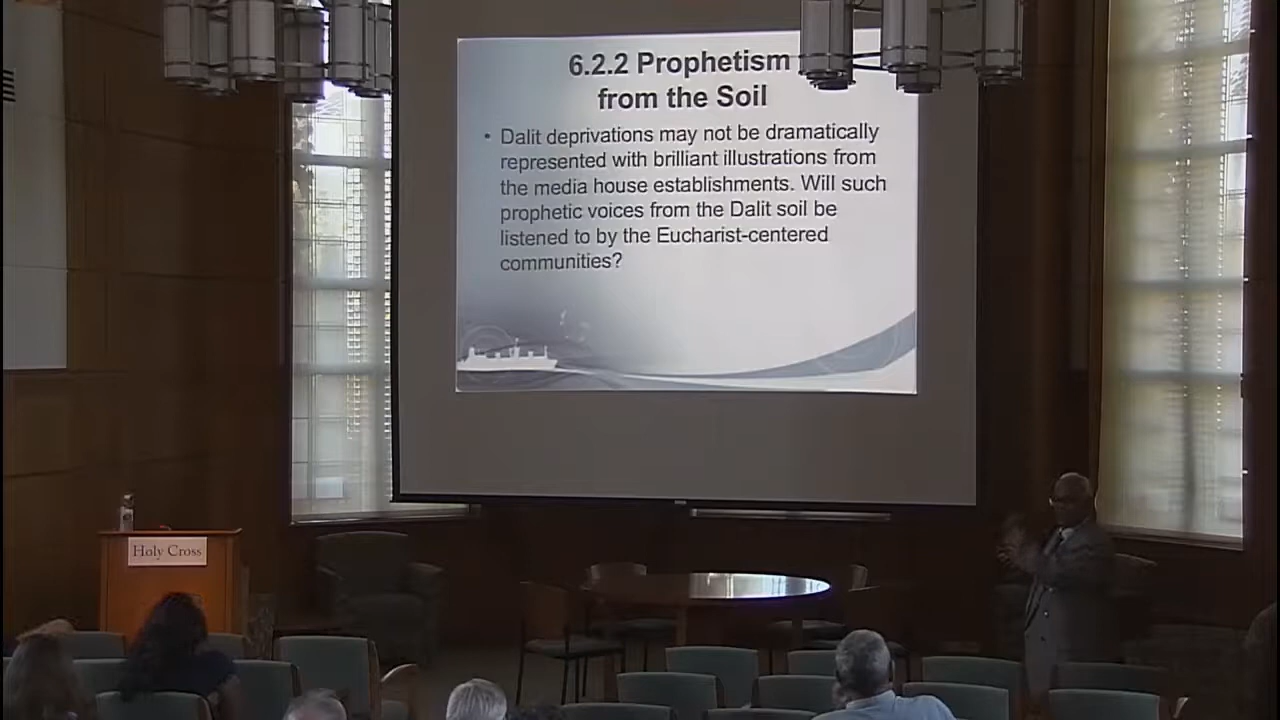 6.2.2 Prophetism
from the Soil
• Dalit deprivations may not be dramatically
represented with brilliant illustrations from
the media house establishments. Will such
prophetic voices from the Dalit soil be
listened to by the Eucharist-centered
communities?
Holy Cross